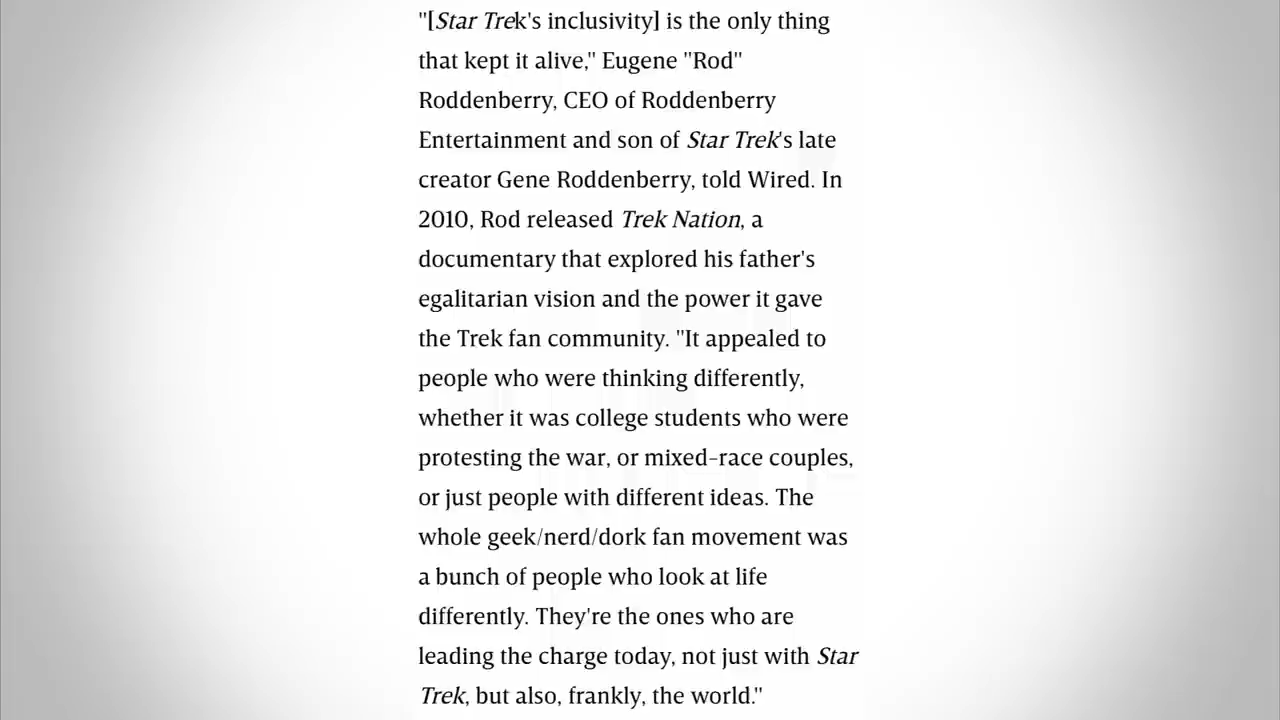 "[Star Trek's inclusivity] is the only thing
that kept it alive," Eugene "Rod"
Roddenberry, CEO of Roddenberry
Entertainment and son of Star Trek's late
creator Gene Roddenberry, told Wired. In
2010, Rod released Trek Nation, a
documentary that explored his father's
egalitarian vision and the power it gave
the Trek fan community. "It appealed to
people who were thinking differently,
whether it was college students who were
protesting the war, or mixed-race couples,
or just people with different ideas. The
whole geek/nerd/dork fan movement was
a bunch of people who look at life
differently. They're the ones who are
leading the charge today, not just with Star
Trek, but also, frankly, the world."